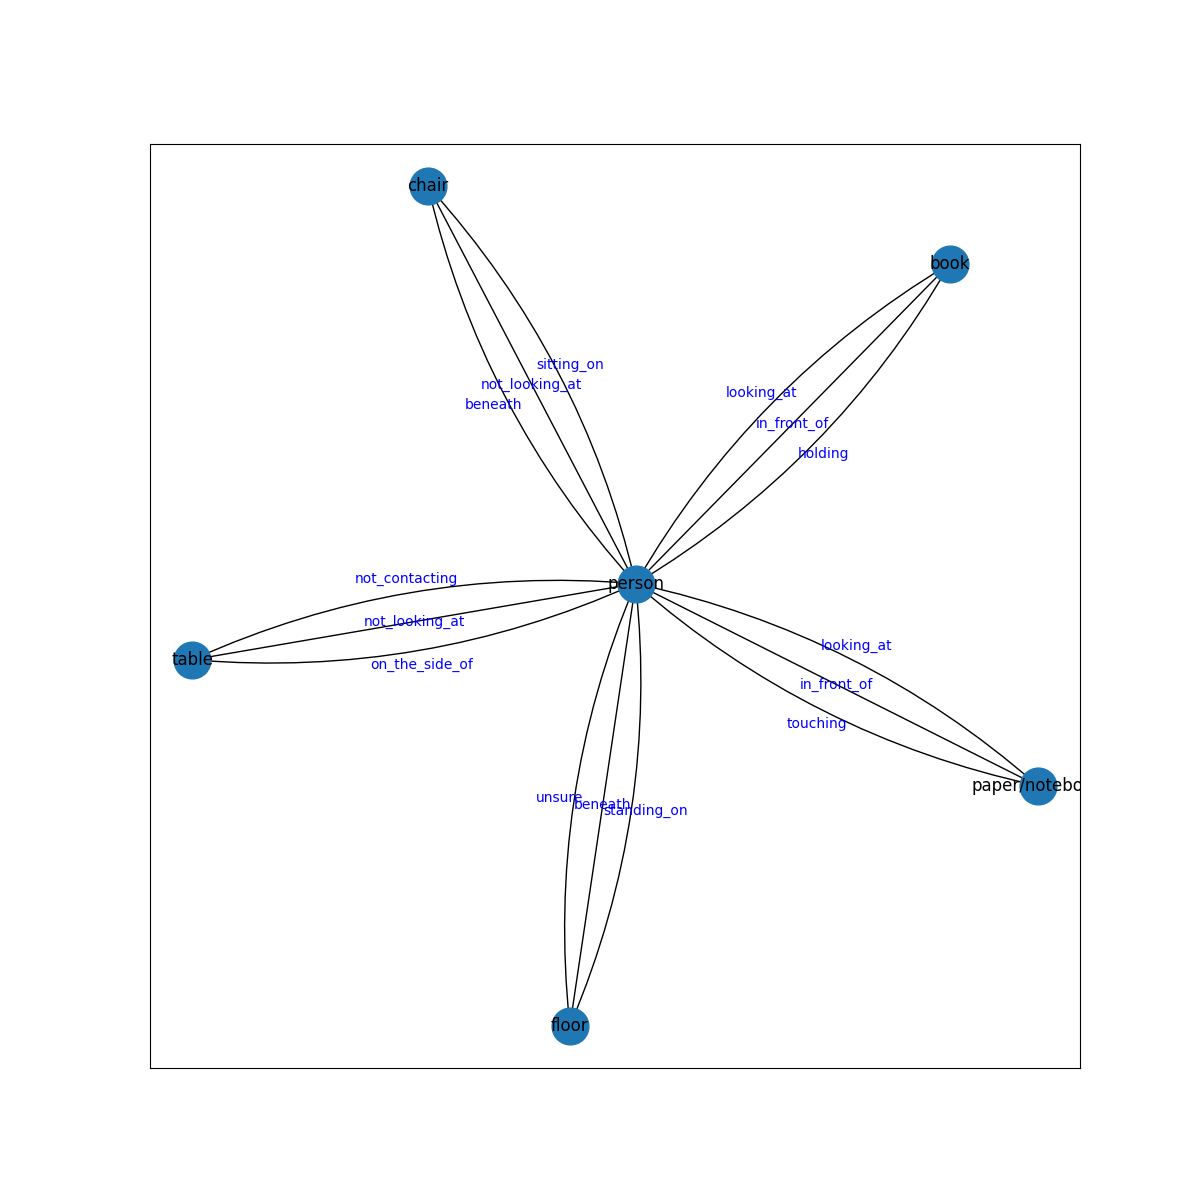 chair
book
sitting_on
not_looking_at
beneath
looking_at
in_front_of
holding
not_contacting
person
not_looking_at
table
on_the_side_of
looking_at
in_front_of
touching
paper/notebo
unsure
beneath
standing_on
floor